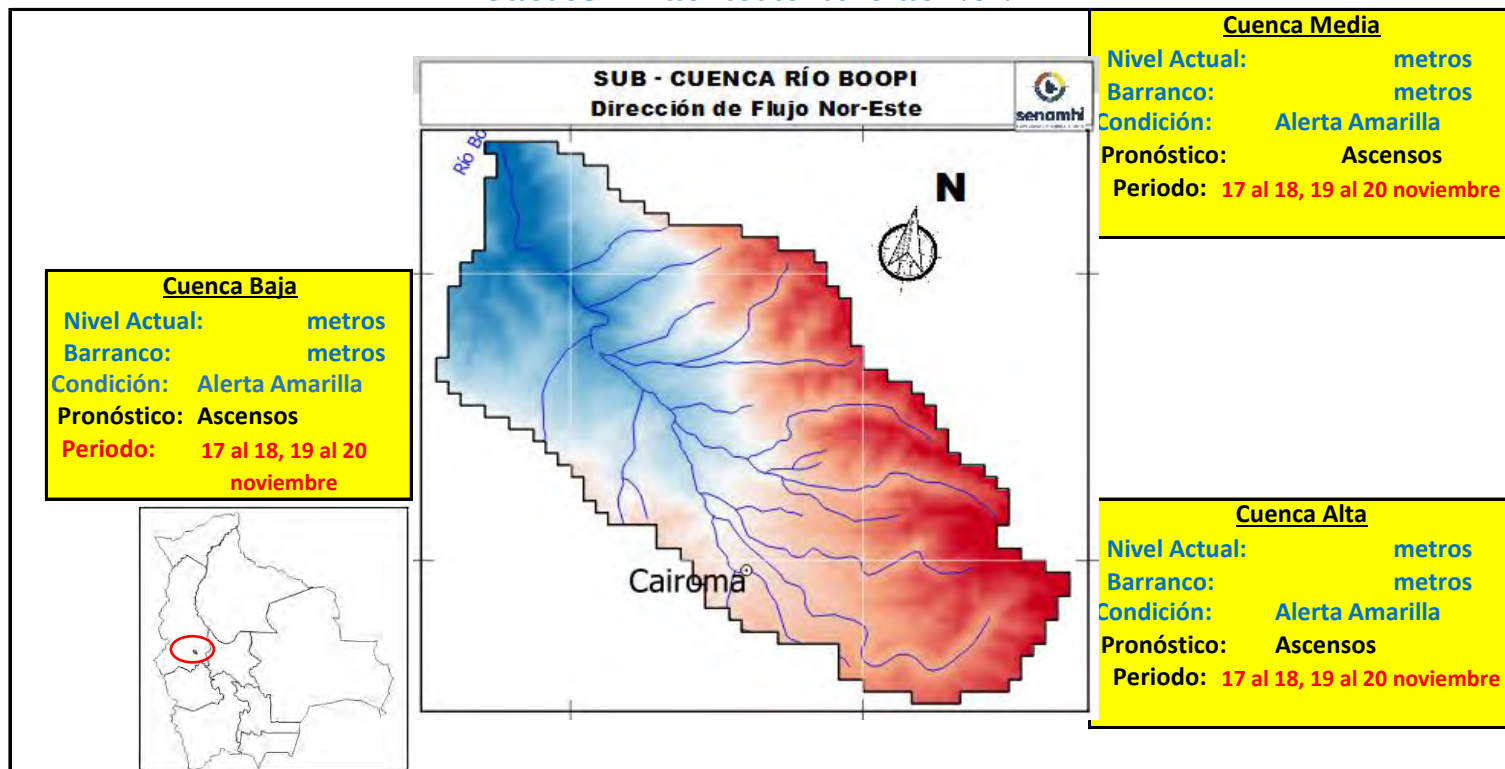 Cuenca Media
Nivel Actual: metros
Barranco: metros
Condición: Alerta Amarilla
Pronóstico: Ascensos
Periodo: 17 al 18, 19 al 20 noviembre
SUB - CUENCA RÍO BOOPI
Dirección de Flujo Nor-Este
senamhi
Río Bo
N
Cuenca Baja
Nivel Actual: metros
Barranco: metros
Condición: Alerta Amarilla
Pronóstico: Ascensos
Periodo: 17 al 18, 19 al 20
noviembre
Cairoma
Cuenca Alta
Nivel Actual: metros
Barranco: metros
Condición: Alerta Amarilla
Pronóstico: Ascensos
Periodo: 17 al 18, 19 al 20 noviembre